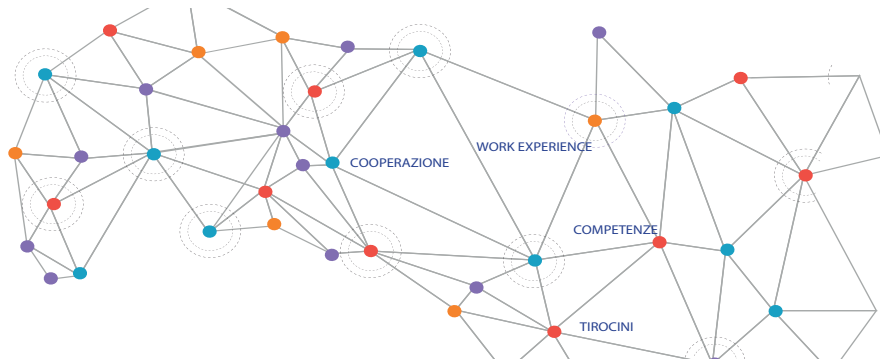 WORK EXPERIENCE
COOPERAZIONE
COMPETENZE
TIROCINI